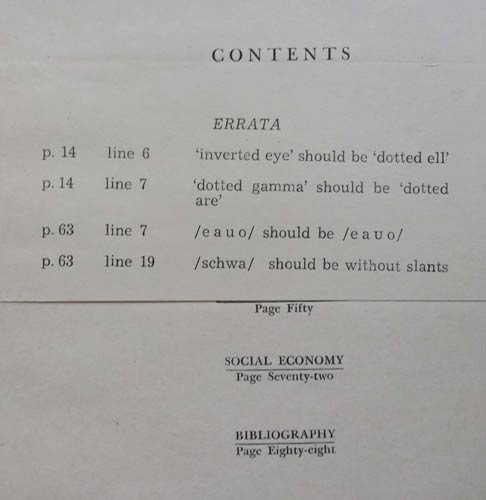 CONTENTS
ERRATA
p. 14 line 6 'inverted eye' should be 'dotted ell'
p. 14 line 7 'dotted gamma' should be 'dotted
are'
p. 63 line 7 /e a u o/ should be /e a ᴜ o/
p. 63 line 19 /schwa/ should be without slants
Page Fifty
SOCIAL ECONOMY
Page Seventy-two
BIBLIOGRAPHY
Page Eighty-eight